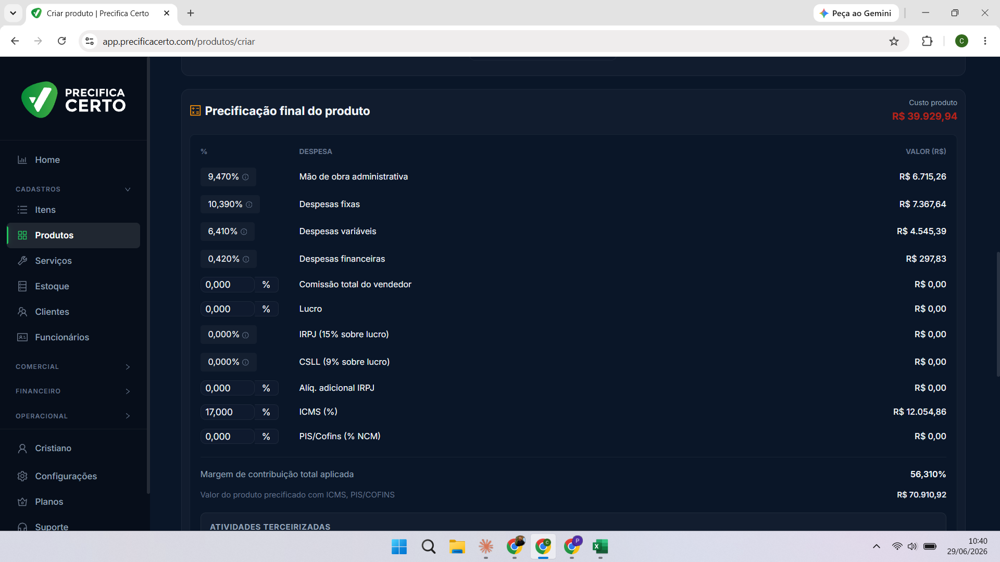 Criar produto | Precifica Certo
Peça ao Gemini
app.precificacerto.com/produtos/criar
C
PRECIFICA
CERTO
Home
CADASTROS
Itens
Produtos
Serviços
Estoque
Clientes
Funcionários
COMERCIAL
FINANCEIRO
OPERACIONAL
Cristiano
Configurações
Planos
Suporte
Precificação final do produto
Custo produto
R$ 39.929,94
% DESPESA VALOR (R$)
9,470% Mão de obra administrativa R$ 6.715,26
10,390% Despesas fixas R$ 7.367,64
6,410% Despesas variáveis R$ 4.545,39
0,420% Despesas financeiras R$ 297,83
0,000 % Comissão total do vendedor R$ 0,00
0,000 % Lucro R$ 0,00
0,000% IRPJ (15% sobre lucro) R$ 0,00
0,000% CSLL (9% sobre lucro) R$ 0,00
0,000 % Alíq. adicional IRPJ R$ 0,00
17,000 % ICMS (%) R$ 12.054,86
0,000 % PIS/Cofins (% NCM) R$ 0,00
Margem de contribuição total aplicada 56,310%
Valor do produto precificado com ICMS, PIS/COFINS R$ 70.910,92
ATIVIDADES TERCEIRIZADAS
C
P
X
10:40
29/06/2026